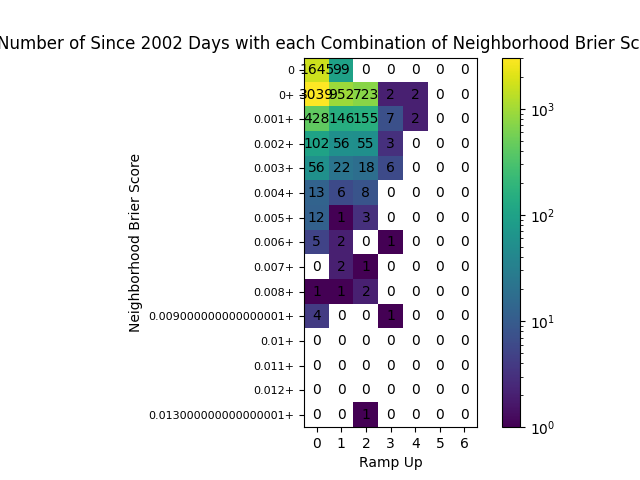 Number of Since 2002 Days with each Combination of Neighborhood Brier Sc
0 1645 99 0 0 0 0 0
0+ 3039 952 723 2 2 0 0
0.001+ 428 146 155 7 2 0 0
0.002+ 102 56 55 3 0 0 0
0.003+ 56 22 18 6 0 0 0
0.004+ 13 6 8 0 0 0 0
0.005+ 12 1 3 0 0 0 0
0.006+ 5 2 0 1 0 0 0
0.007+ 0 2 1 0 0 0 0
0.008+ 1 1 2 0 0 0 0
0.009000000000000001+ 4 0 0 1 0 0 0
0.01+ 0 0 0 0 0 0 0
0.011+ 0 0 0 0 0 0 0
0.012+ 0 0 0 0 0 0 0
0.013000000000000001+ 0 0 1 0 0 0 0
0 1 2 3 4 5 6
Ramp Up
Neighborhood Brier Score
10³
10²
10¹
10⁰